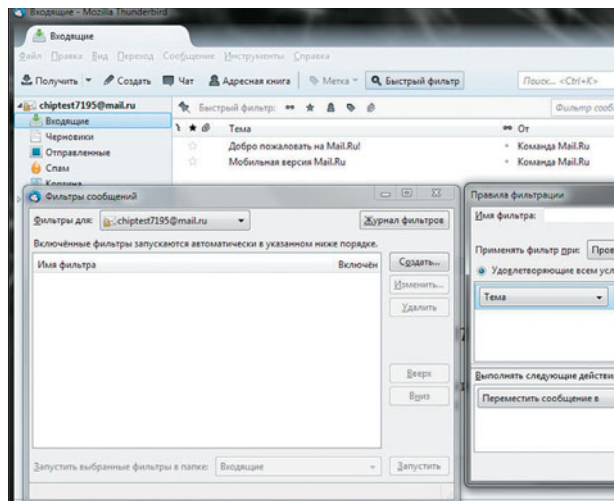 Входящие - Mozilla Thunderbird
Входящие
Файл Правка Вид Переход Сообщение Инструменты Справка
Получить Создать Чат Адресная книга Метка Быстрый фильтр Поиск... <Ctrl+K>
chiptest7195@mail.ru Быстрый фильтр: Фильтр сооб
Входящие Тема От
Черновики
Отправленные Добро пожаловать на Mail.Ru! Команда Mail.Ru
Спам Мобильная версия Mail.Ru Команда Mail.Ru
Корзина
Фильтры сообщений
Фильтры для: chiptest7195@mail.ru Журнал фильтров
Включённые фильтры запускаются автоматически в указанном ниже порядке.
Имя фильтра Включён
Создать...
Изменить...
Удалить
Вверх
Вниз
Запустить выбранные фильтры в папке: Входящие Запустить
Правила фильтрации
Имя фильтра:
Применять фильтр при: Пров
Удовлетворяющие всем усл
Тема
Выполнять следующие действи
Переместить сообщение в